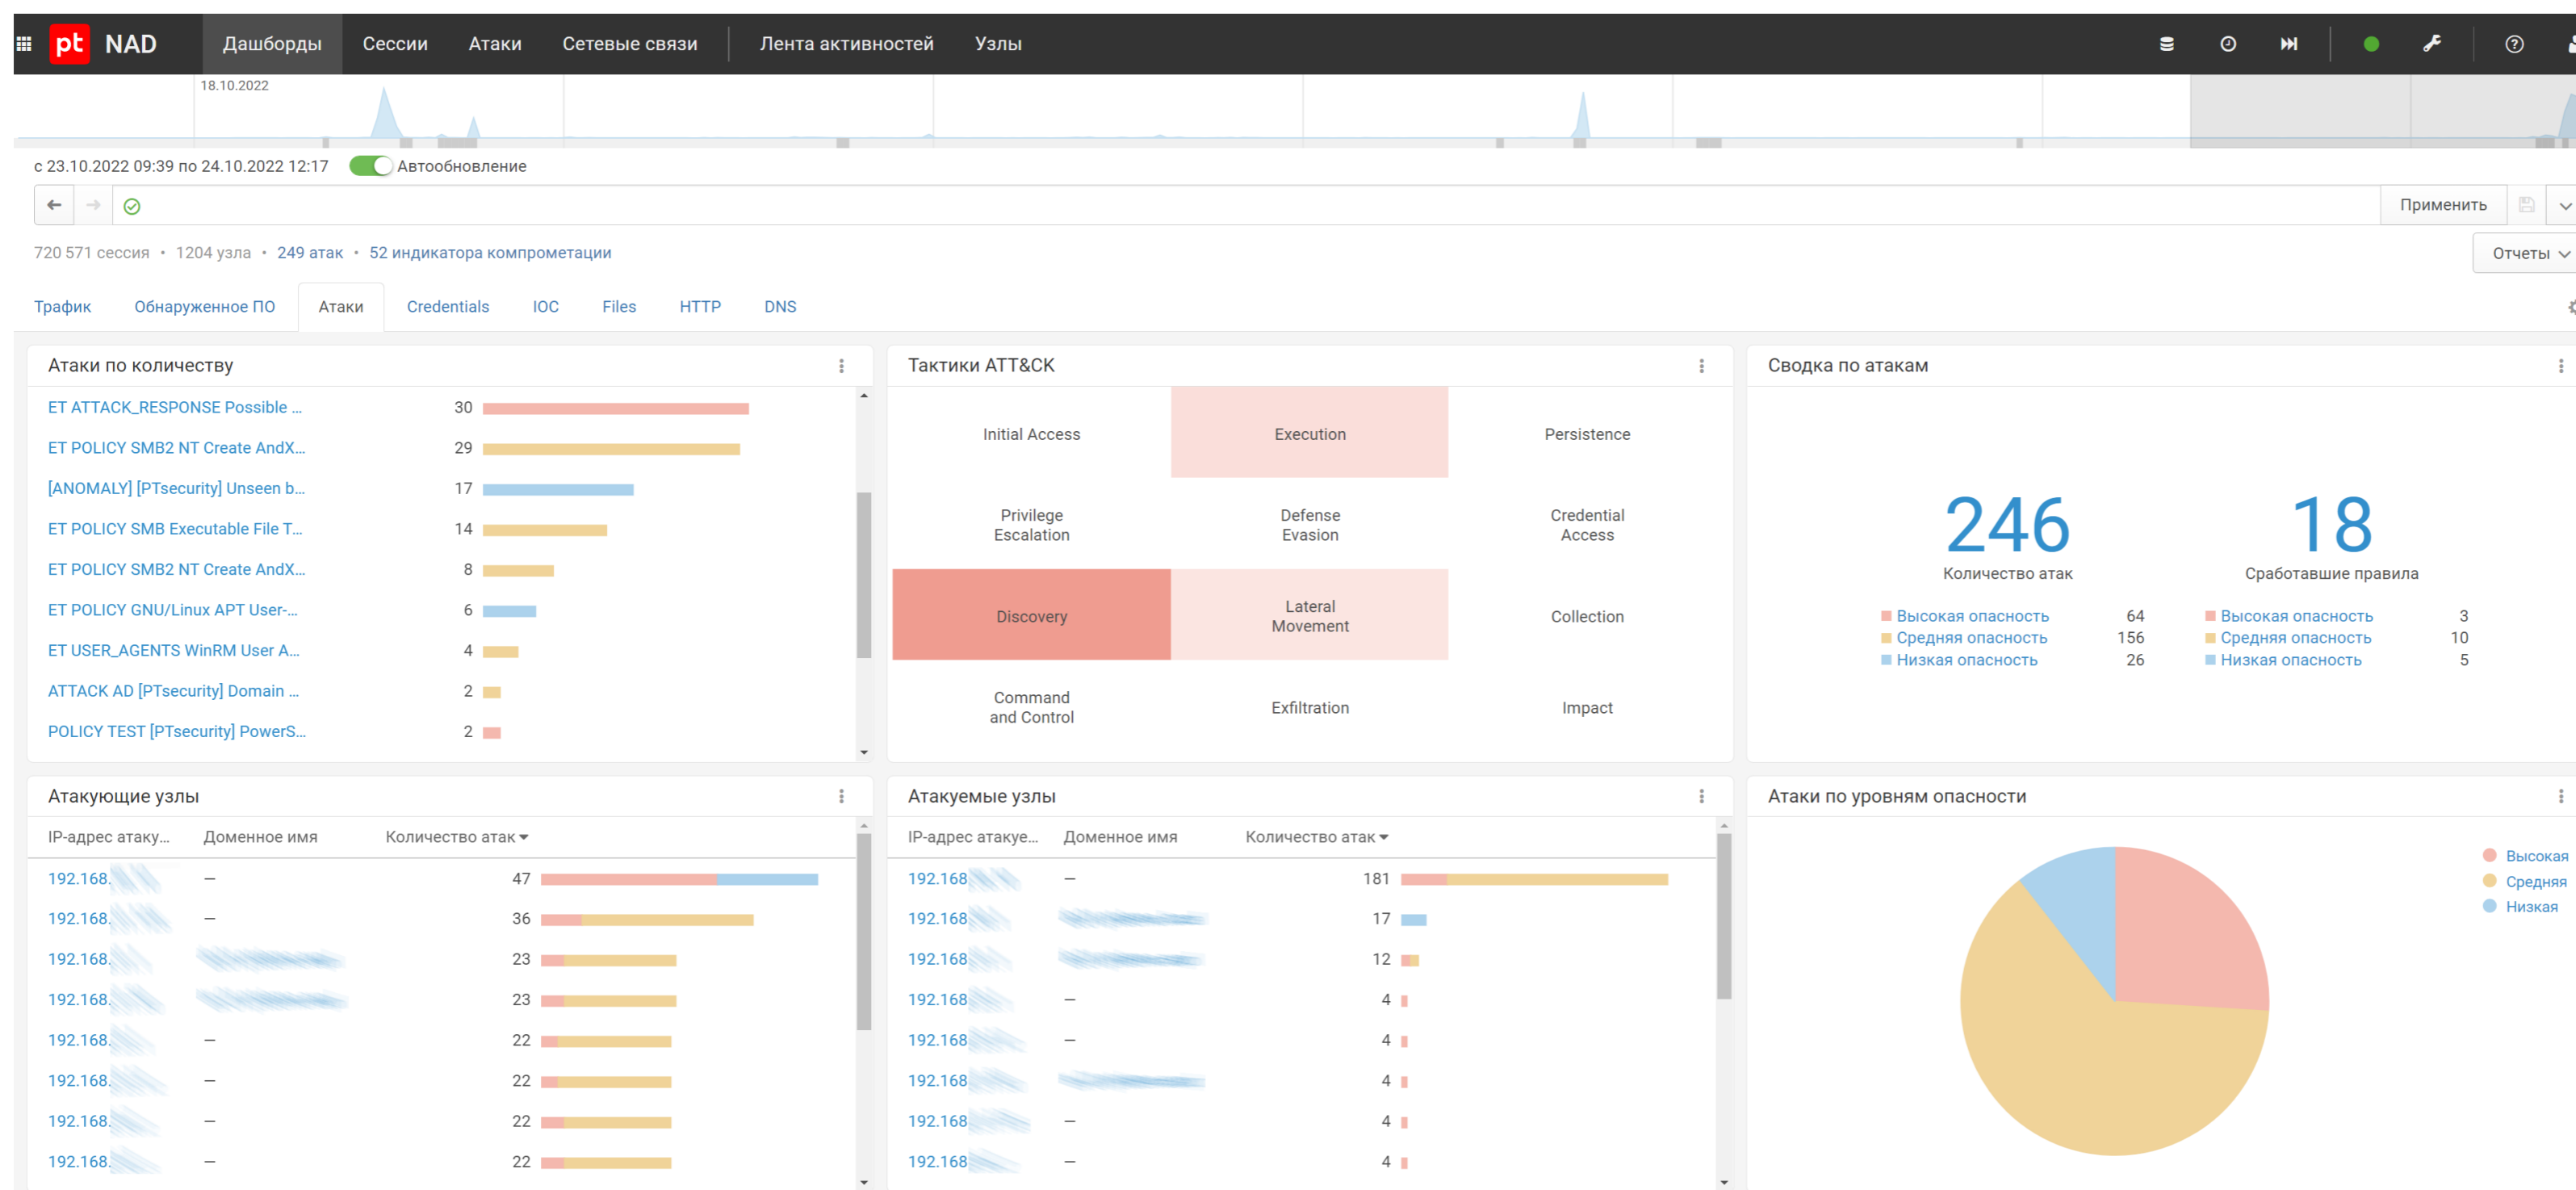 pt NAD Дашборды Сессии Атаки Сетевые связи Лента активностей Узлы
18.10.2022
с 23.10.2022 09:39 по 24.10.2022 12:17 Автообновление
Применить
720 571 сессия • 1204 узла • 249 атак • 52 индикатора компрометации
Отчеты
Трафик Обнаруженное ПО Атаки Credentials IOC Files HTTP DNS
Атаки по количеству
ET ATTACK_RESPONSE Possible ... 30
ET POLICY SMB2 NT Create AndX... 29
[ANOMALY] [PTsecurity] Unseen b... 17
ET POLICY SMB Executable File T... 14
ET POLICY SMB2 NT Create AndX... 8
ET POLICY GNU/Linux APT User-... 6
ET USER_AGENTS WinRM User A... 4
ATTACK AD [PTsecurity] Domain ... 2
POLICY TEST [PTsecurity] PowerS... 2
Тактики ATT&CK
Initial Access Execution Persistence
Privilege Escalation Defense Evasion Credential Access
Discovery Lateral Movement Collection
Command and Control Exfiltration Impact
Сводка по атакам
246 18
Количество атак Сработавшие правила
Высокая опасность 64 Высокая опасность 3
Средняя опасность 156 Средняя опасность 10
Низкая опасность 26 Низкая опасность 5
Атакующие узлы
IP-адрес атаку... Доменное имя Количество атак
192.168. — 47
192.168. — 36
192.168. 23
192.168. 23
192.168. — 22
192.168. — 22
192.168. — 22
192.168. — 22
Атакуемые узлы
IP-адрес атакуе... Доменное имя Количество атак
192.168 — 181
192.168 17
192.168 12
192.168 — 4
192.168 — 4
192.168 4
192.168 — 4
192.168 — 4
Атаки по уровням опасности
Высокая
Средняя
Низкая